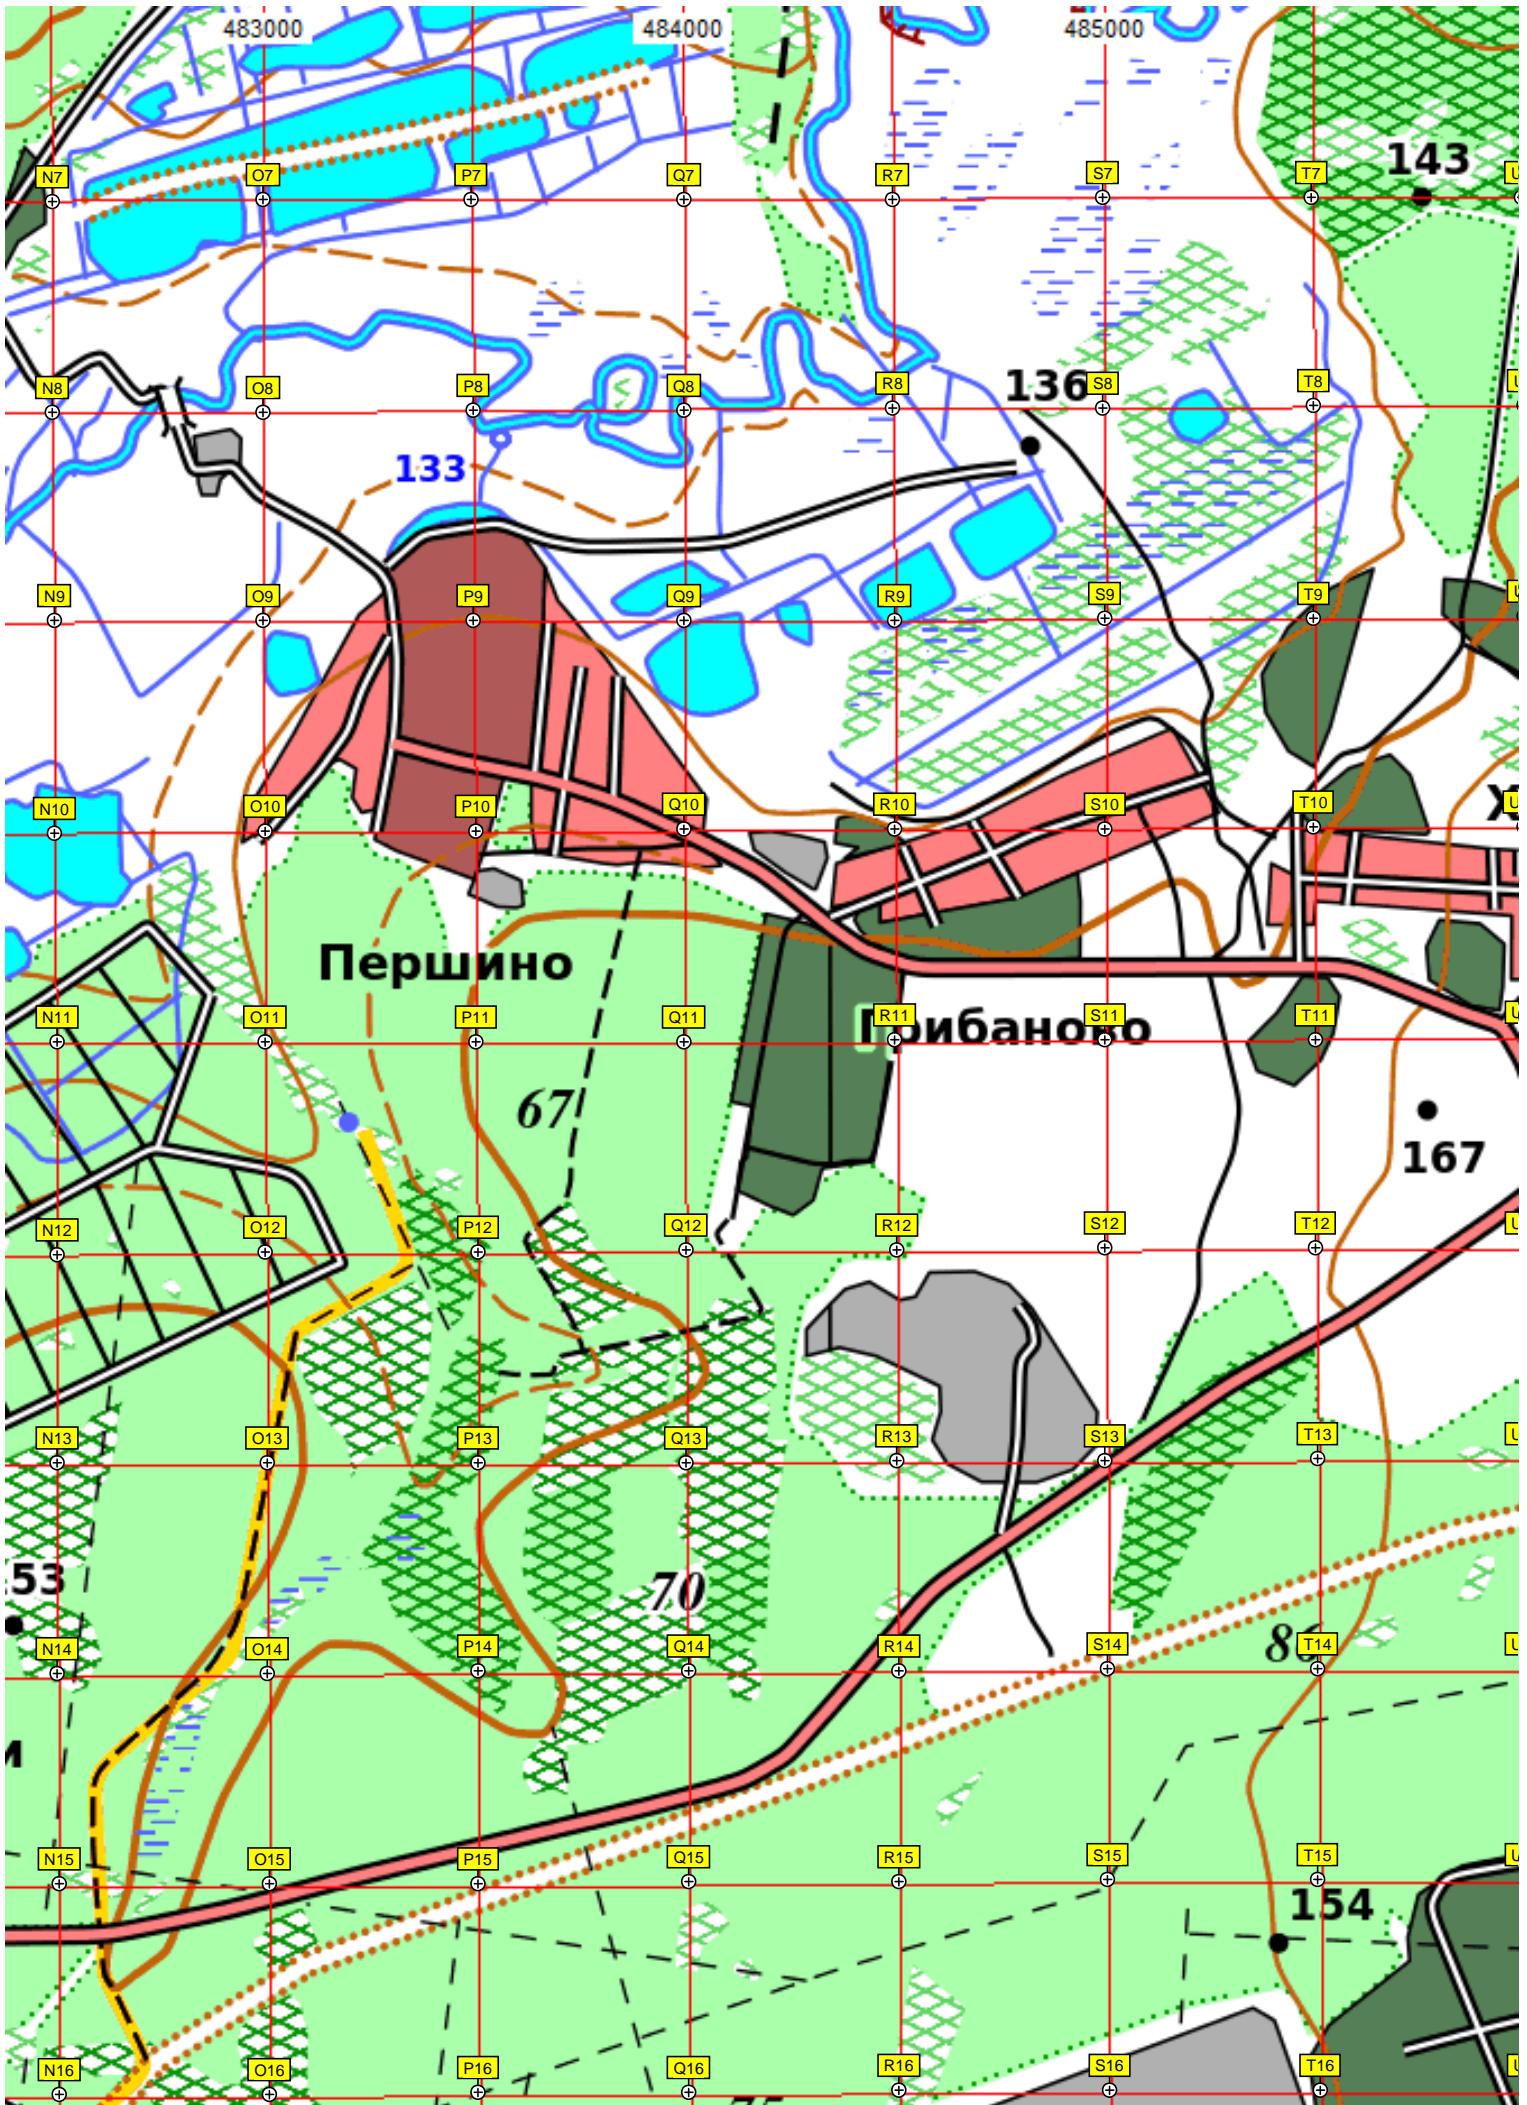 483000 484000 485000
143
N7 O7 P7 Q7 R7 S7 T7 U
136
N8 O8 P8 Q8 R8 S8 T8 U
133
N9 O9 P9 Q9 R9 S9 T9 U
N10 O10 P10 Q10 R10 S10 T10 Х U
Першино
N11 O11 P11 Q11 R11 S11 T11 U
Грибаново
67
167
N12 O12 P12 Q12 R12 S12 T12 U
N13 O13 P13 Q13 R13 S13 T13 U
53
70
N14 O14 P14 Q14 R14 S14 86 T14 U
м
N15 O15 P15 Q15 R15 S15 T15 U
154
N16 O16 P16 Q16 R16 S16 T16